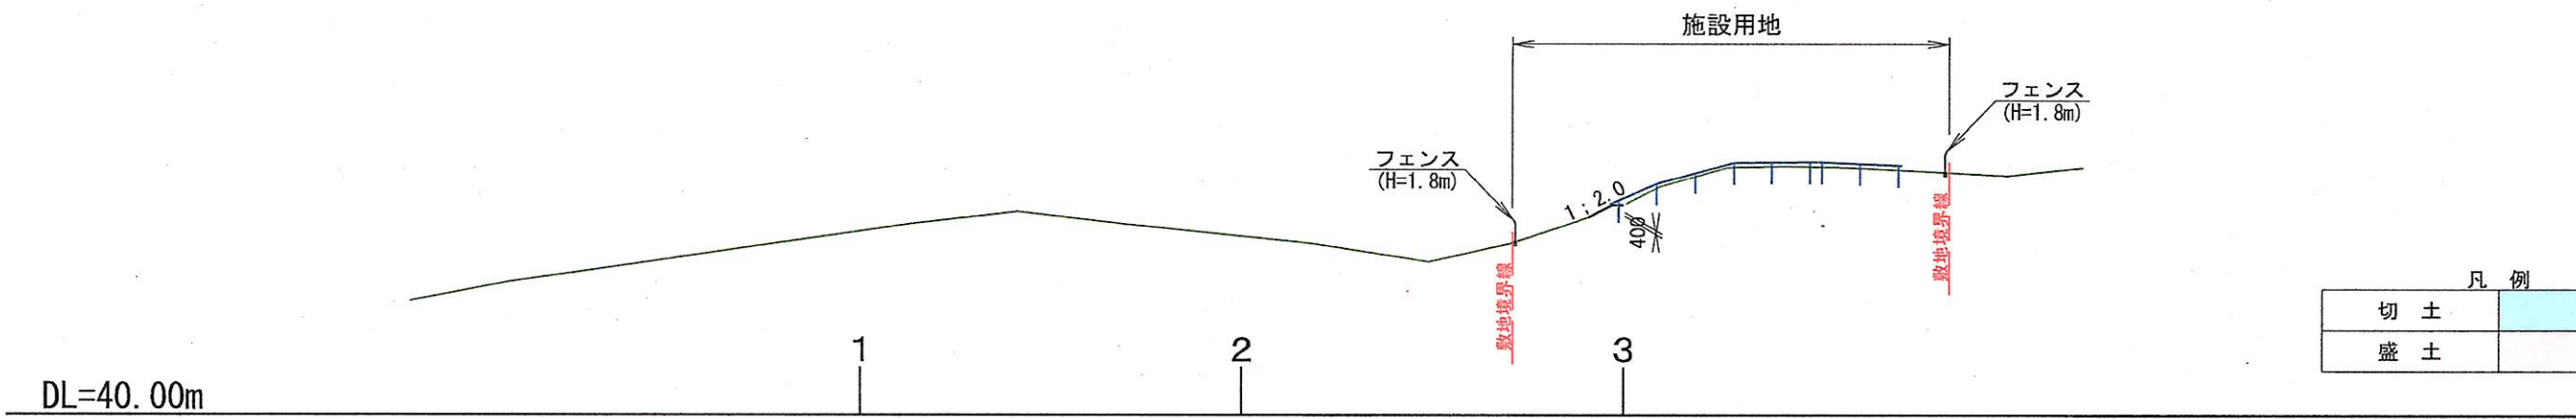 施設用地
フェンス
(H=1.8m)
フェンス
(H=1.8m)
1:2.0
400
敷地境界線
敷地境界線
凡 例
切 土
盛 土
1
2
3
DL=40.00m